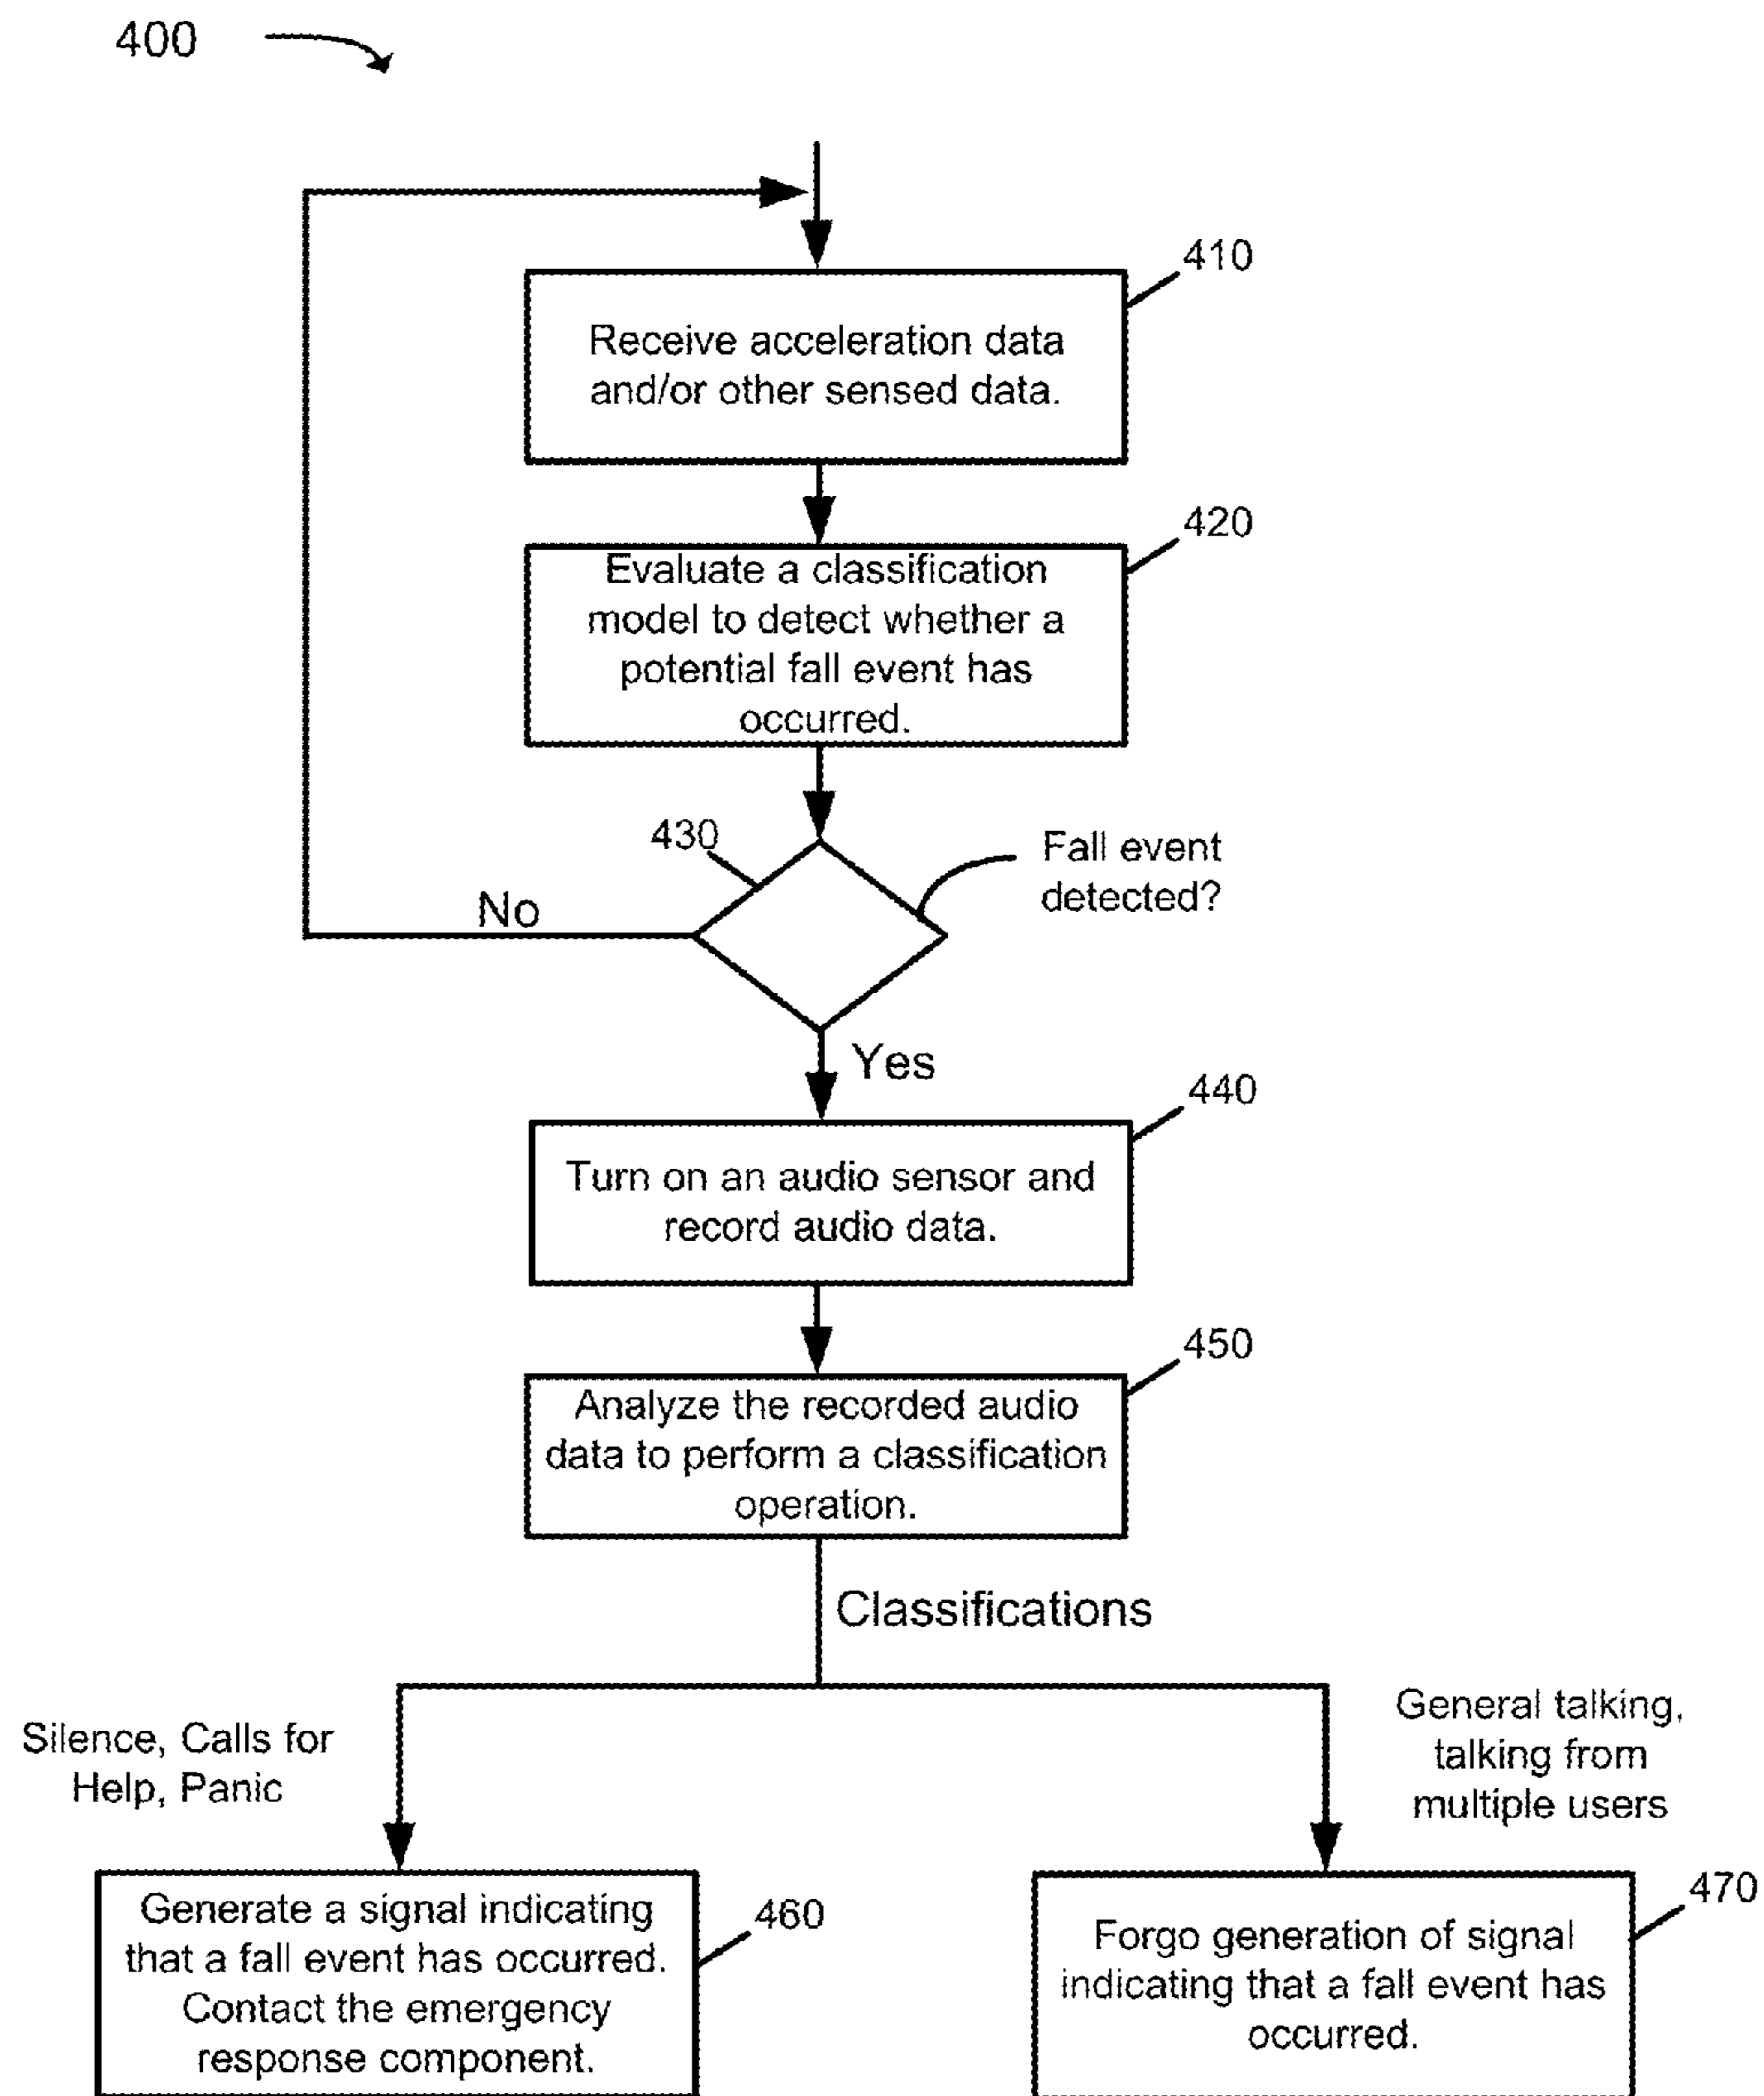 400
410
Receive acceleration data
and/or other sensed data.
420
Evaluate a classification
model to detect whether a
potential fall event has
occurred.
430
Fall event
detected?
No
Yes
440
Turn on an audio sensor and
record audio data.
450
Analyze the recorded audio
data to perform a classification
operation.
Classifications
Silence, Calls for
Help, Panic
General talking,
talking from
multiple users
Generate a signal indicating
that a fall event has occurred.
Contact the emergency
response component.
460
Forgo generation of signal
indicating that a fall event has
occurred.
470